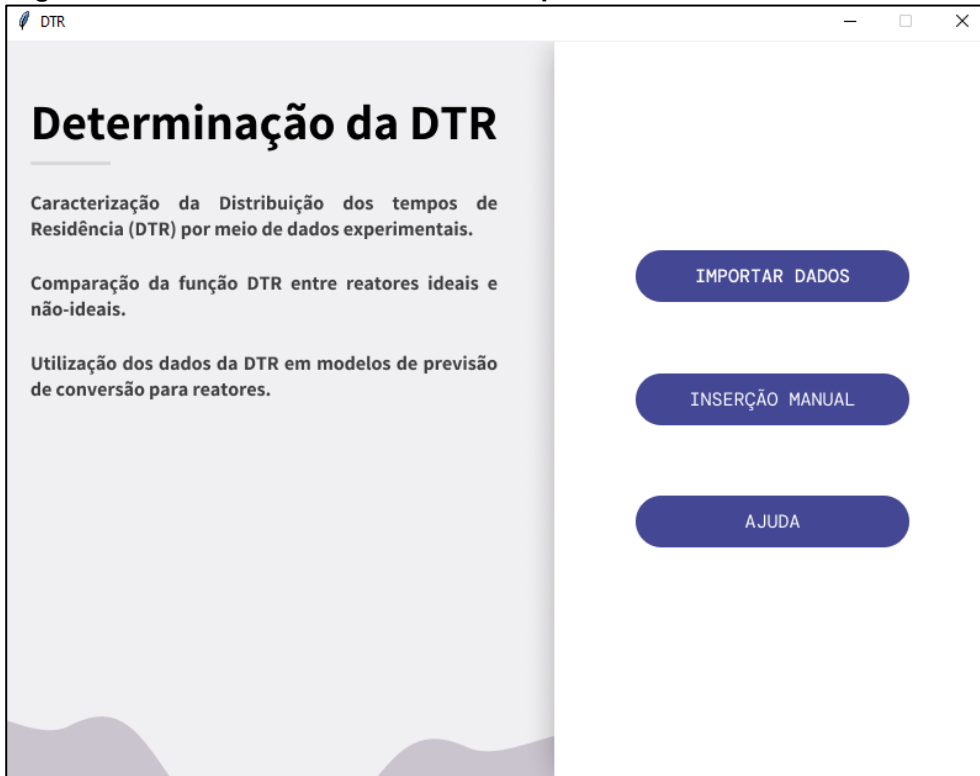 DTR
Determinação da DTR
Caracterização da Distribuição dos tempos de
Residência (DTR) por meio de dados experimentais.
Comparação da função DTR entre reatores ideais e
não-ideais.
Utilização dos dados da DTR em modelos de previsão
de conversão para reatores.
IMPORTAR DADOS
INSERÇÃO MANUAL
AJUDA